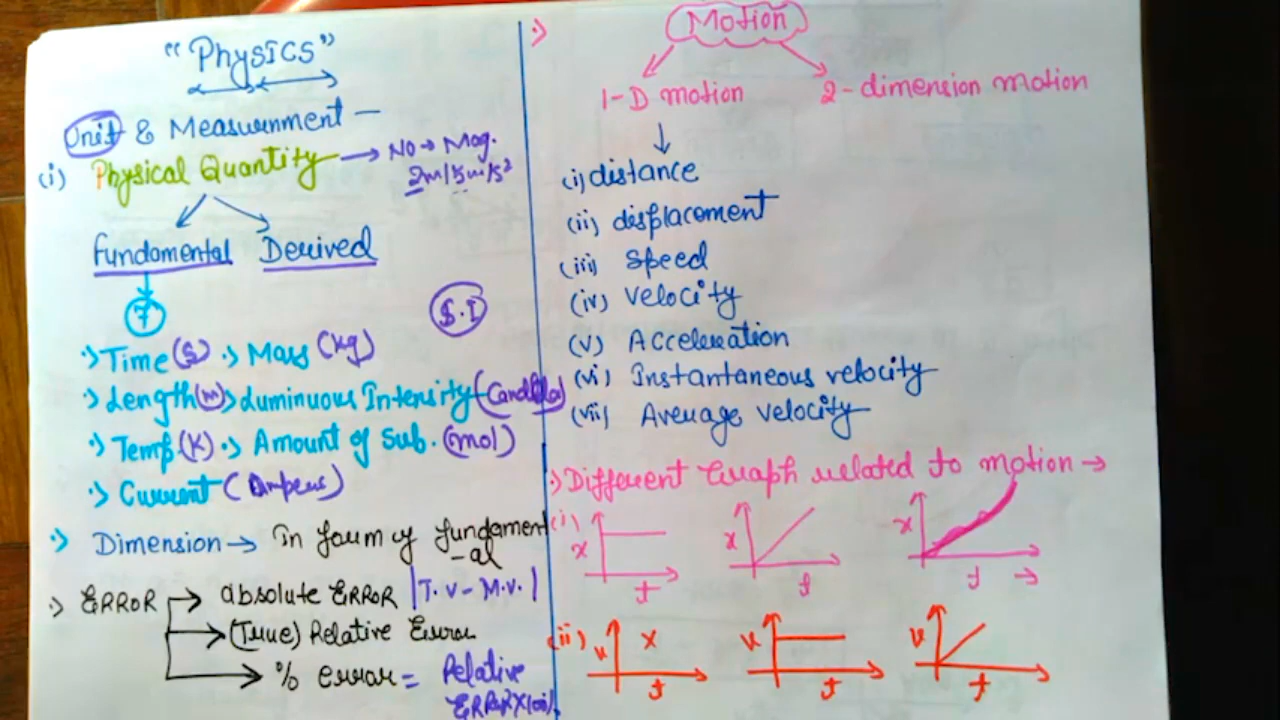 "Physics"
Unit & Measurnment —
(i) Physical Quantity → No → Mag.
2m/5m/s²
Fundamental Derived
7
S.I
Time (s) Mass (kg)
Length (m) Luminuous Intensity (Candela)
Temp (K) Amount of Sub. (mol)
Current (Ampere)
Dimension → in form of fundament
-al
ERROR → absolute ERROR |T.V - M.V.|
→ (True) Relative Error
→ % error = Relative
ERROR X 100%
Motion
1-D motion 2-dimension motion
(i) distance
(ii) displacement
(iii) speed
(iv) velocity
(v) Acceleration
(vi) Instantaneous velocity
(vii) Average velocity
Different Graph related to motion →
(i) x t x t x t →
(ii) v X t v t v t